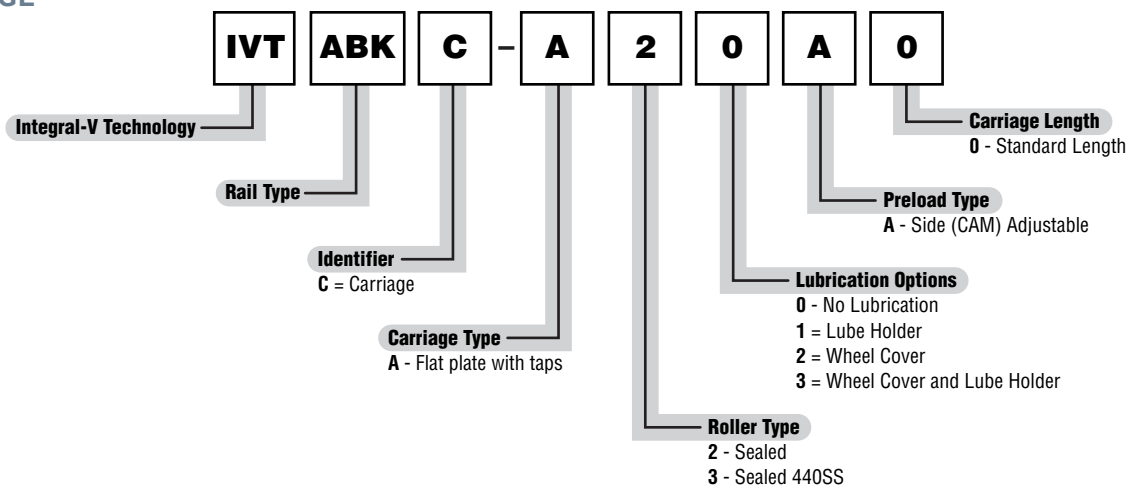 GE
IVT ABK C - A 2 0 A 0
Integral-V Technology
Rail Type
Identifier
C = Carriage
Carriage Type
A - Flat plate with taps
Carriage Length
0 - Standard Length
Preload Type
A - Side (CAM) Adjustable
Lubrication Options
0 - No Lubrication
1 = Lube Holder
2 = Wheel Cover
3 = Wheel Cover and Lube Holder
Roller Type
2 - Sealed
3 - Sealed 440SS